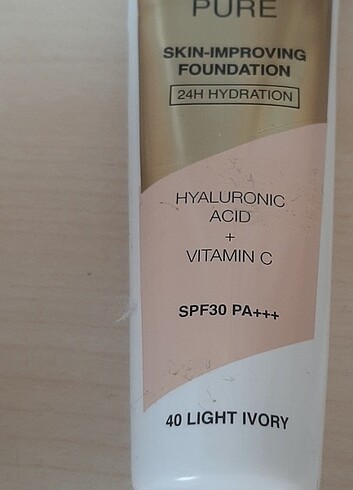 PURE
SKIN-IMPROVING
FOUNDATION
24H HYDRATION
HYALURONIC
ACID
+
VITAMIN C
SPF30 PA+++
40 LIGHT IVORY